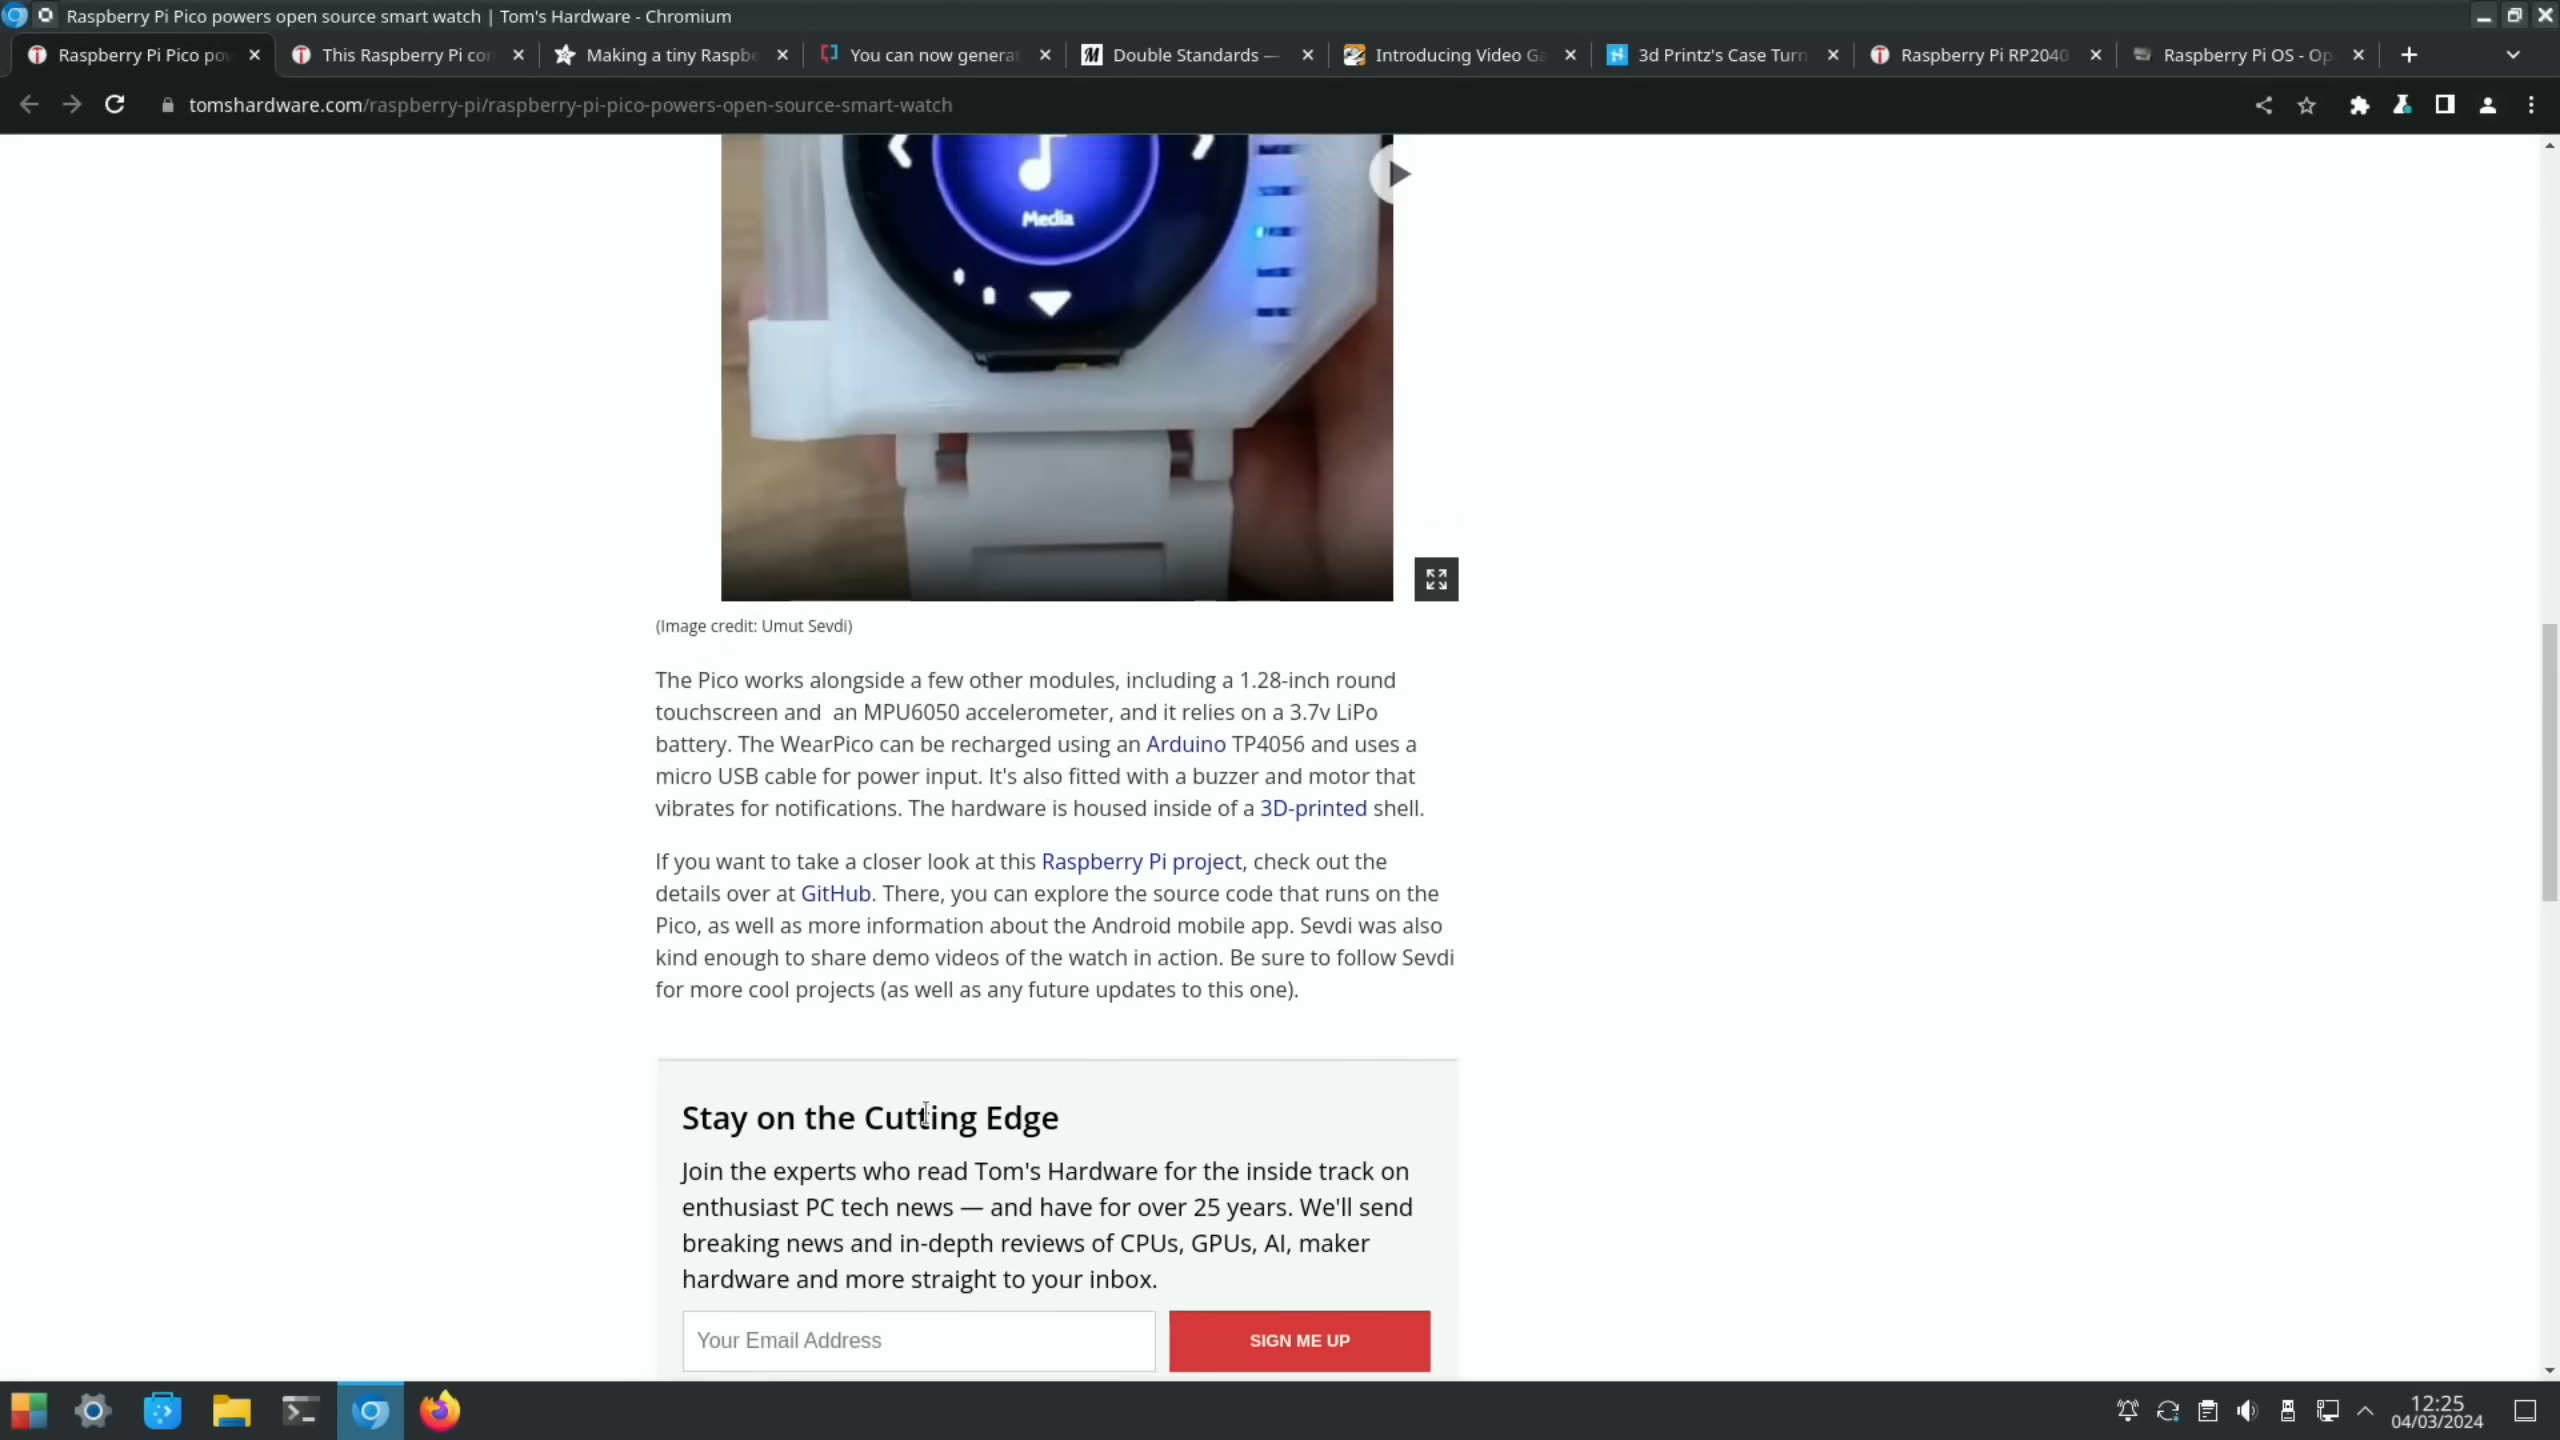 Raspberry Pi Pico powers open source smart watch | Tom's Hardware - Chromium
Raspberry Pi Pico po
This Raspberry Pi co
Making a tiny Raspb
You can now genera
Double Standards —
Introducing Video Ga
3d Printz's Case Turn
Raspberry Pi RP2040
Raspberry Pi OS - Op
tomshardware.com/raspberry-pi/raspberry-pi-pico-powers-open-source-smart-watch
Media
(Image credit: Umut Sevdi)
The Pico works alongside a few other modules, including a 1.28-inch round
touchscreen and  an MPU6050 accelerometer, and it relies on a 3.7v LiPo
battery. The WearPico can be recharged using an Arduino TP4056 and uses a
micro USB cable for power input. It's also fitted with a buzzer and motor that
vibrates for notifications. The hardware is housed inside of a 3D-printed shell.
If you want to take a closer look at this Raspberry Pi project, check out the
details over at GitHub. There, you can explore the source code that runs on the
Pico, as well as more information about the Android mobile app. Sevdi was also
kind enough to share demo videos of the watch in action. Be sure to follow Sevdi
for more cool projects (as well as any future updates to this one).
Stay on the Cutting Edge
Join the experts who read Tom's Hardware for the inside track on
enthusiast PC tech news — and have for over 25 years. We'll send
breaking news and in-depth reviews of CPUs, GPUs, AI, maker
hardware and more straight to your inbox.
Your Email Address
SIGN ME UP
12:25
04/03/2024